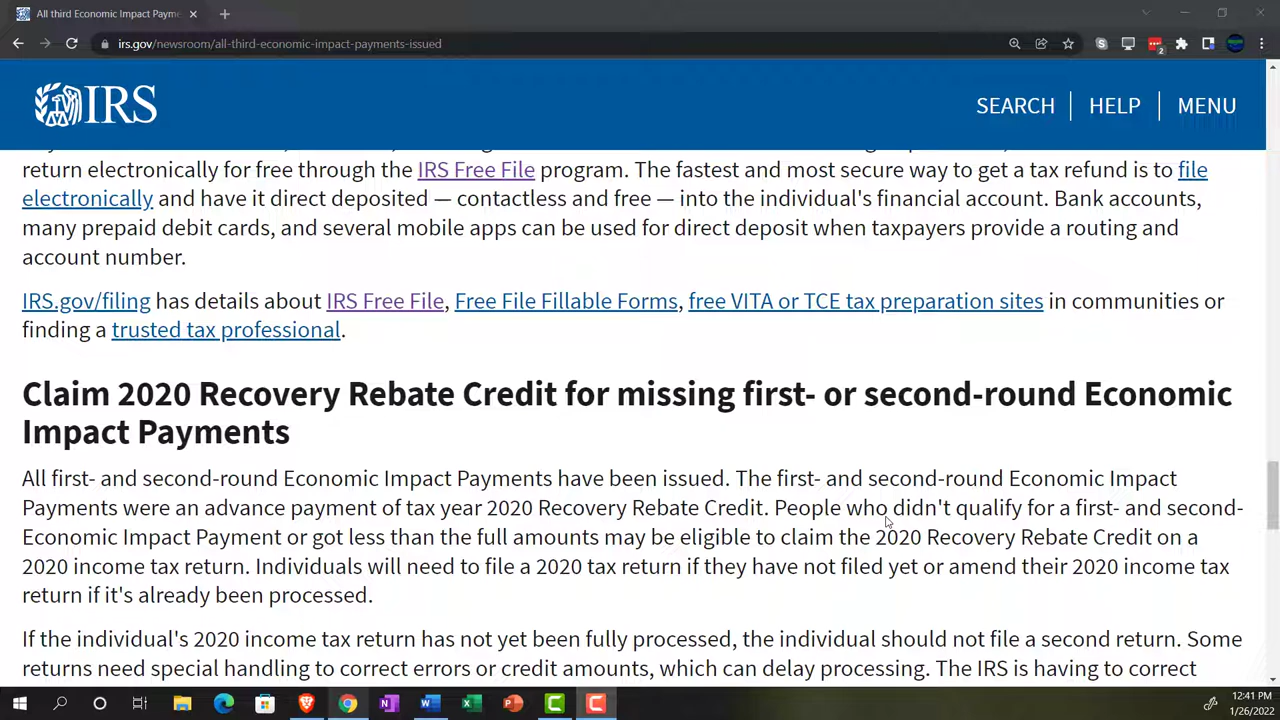 All third Economic Impact Payme
irs.gov/newsroom/all-third-economic-impact-payments-issued
2
IRS
SEARCH
HELP
MENU
return electronically for free through the IRS Free File program. The fastest and most secure way to get a tax refund is to file
electronically and have it direct deposited — contactless and free — into the individual's financial account. Bank accounts,
many prepaid debit cards, and several mobile apps can be used for direct deposit when taxpayers provide a routing and
account number.
IRS.gov/filing has details about IRS Free File, Free File Fillable Forms, free VITA or TCE tax preparation sites in communities or
finding a trusted tax professional.
Claim 2020 Recovery Rebate Credit for missing first- or second-round Economic
Impact Payments
All first- and second-round Economic Impact Payments have been issued. The first- and second-round Economic Impact
Payments were an advance payment of tax year 2020 Recovery Rebate Credit. People who didn't qualify for a first- and second-
Economic Impact Payment or got less than the full amounts may be eligible to claim the 2020 Recovery Rebate Credit on a
2020 income tax return. Individuals will need to file a 2020 tax return if they have not filed yet or amend their 2020 income tax
return if it's already been processed.
If the individual's 2020 income tax return has not yet been fully processed, the individual should not file a second return. Some
returns need special handling to correct errors or credit amounts, which can delay processing. The IRS is having to correct
12:41 PM
1/26/2022